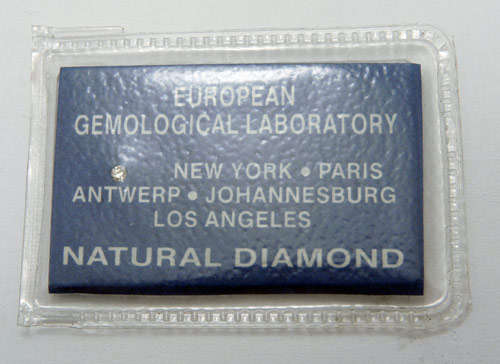 EUROPEAN
GEMOLOGICAL LABORATORY
NEW YORK • PARIS
ANTWERP • JOHANNESBURG
LOS ANGELES
NATURAL DIAMOND